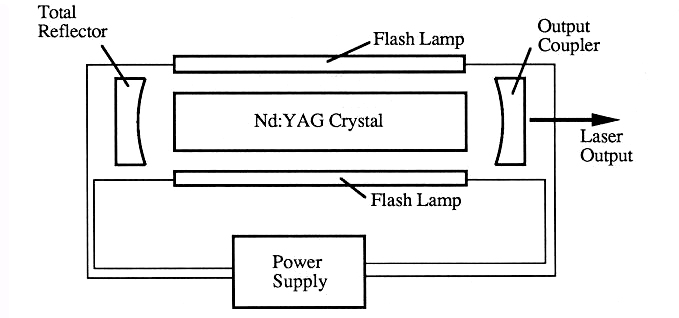 Total
Reflector
Flash Lamp
Output
Coupler
Nd:YAG Crystal
Laser
Output
Flash Lamp
Power
Supply